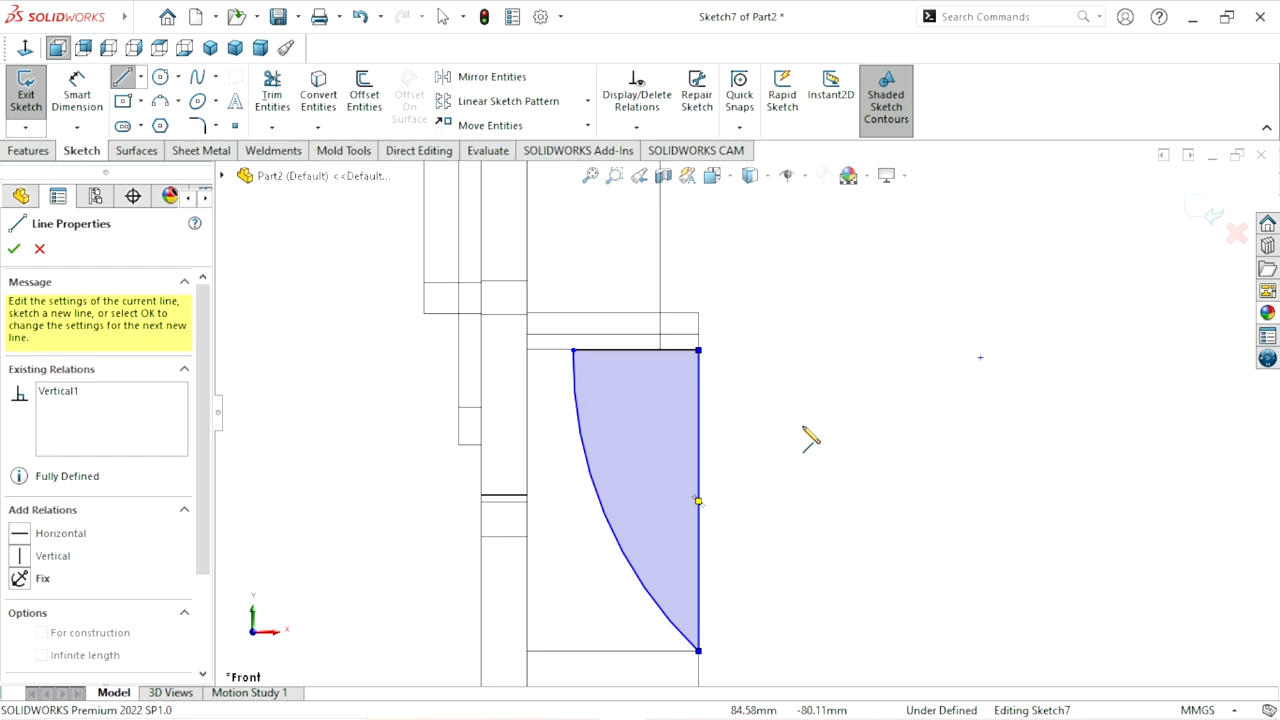 SOLIDWORKS
Sketch7 of Part2 *
Search Commands
Exit Sketch
Smart Dimension
Trim Entities
Convert Entities
Offset Entities
Offset On Surface
Mirror Entities
Linear Sketch Pattern
Move Entities
Display/Delete Relations
Repair Sketch
Quick Snaps
Rapid Sketch
Instant2D
Shaded Sketch Contours
Features
Sketch
Surfaces
Sheet Metal
Weldments
Mold Tools
Direct Editing
Evaluate
SOLIDWORKS Add-Ins
SOLIDWORKS CAM
Part2 (Default) <<Default...
Line Properties
Message
Edit the settings of the current line,
sketch a new line, or select OK to
change the settings for the next new
line.
Existing Relations
Vertical1
Fully Defined
Add Relations
Horizontal
Vertical
Fix
Options
For construction
Infinite length
Y
X
*Front
Model
3D Views
Motion Study 1
SOLIDWORKS Premium 2022 SP1.0
84.58mm
-80.11mm
Under Defined
Editing Sketch7
MMGS